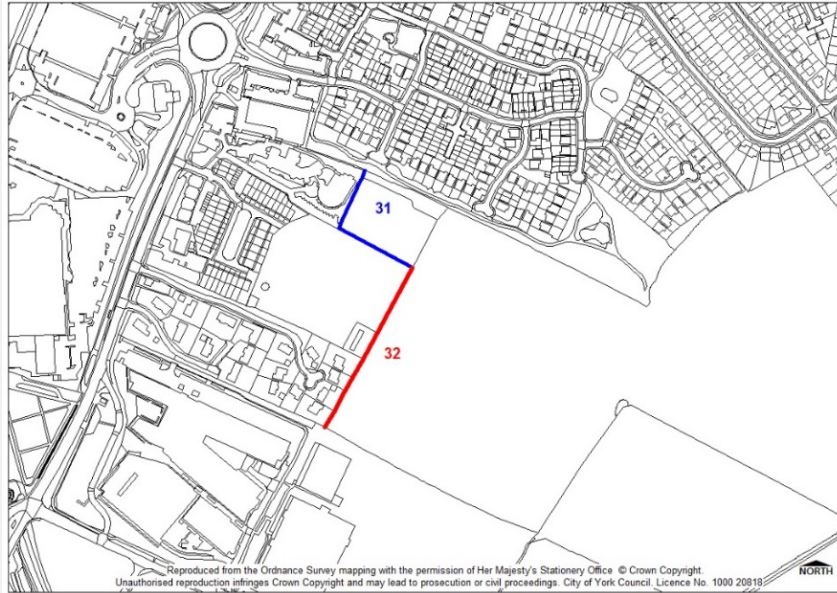 31
32
Reproduced from the Ordnance Survey mapping with the permission of Her Majesty's Stationery Office © Crown Copyright.
Unauthorised reproduction infringes Crown Copyright and may lead to prosecution or civil proceedings. City of York Council. Licence No. 1000 20818
NORTH